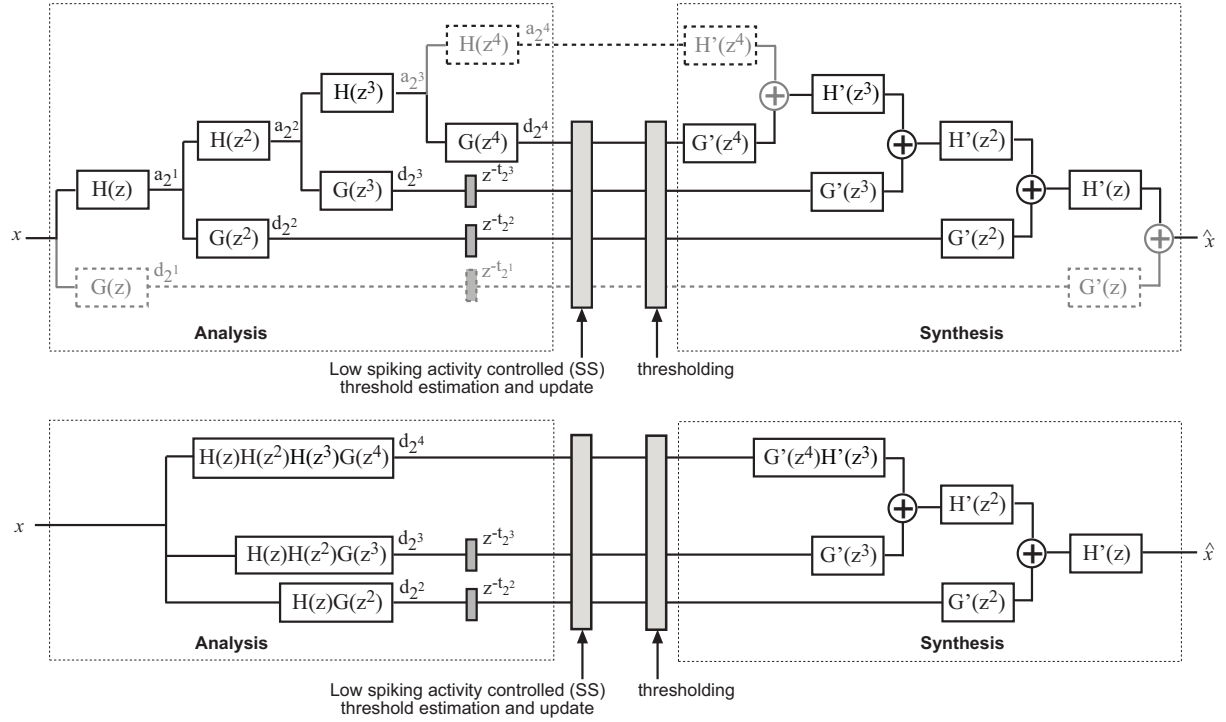 H(z⁴)
a₂⁴
H'(z⁴)
H(z³)
a₂³
H'(z³)
H(z²)
a₂²
G(z⁴)
d₂⁴
G'(z⁴)
H'(z²)
H(z)
a₂¹
G(z³)
d₂³
z⁻ᵗ₂³
G'(z³)
H'(z)
x
G(z²)
d₂²
z⁻ᵗ₂²
G'(z²)
x̂
G(z)
d₂¹
z⁻ᵗ₂¹
G'(z)
Analysis
Synthesis
Low spiking activity controlled (SS)
threshold estimation and update
thresholding
H(z)H(z²)H(z³)G(z⁴)
d₂⁴
G'(z⁴)H'(z³)
H'(z²)
x
H(z)H(z²)G(z³)
d₂³
z⁻ᵗ₂³
G'(z³)
H'(z)
x̂
H(z)G(z²)
d₂²
z⁻ᵗ₂²
G'(z²)
Analysis
Synthesis
Low spiking activity controlled (SS)
threshold estimation and update
thresholding